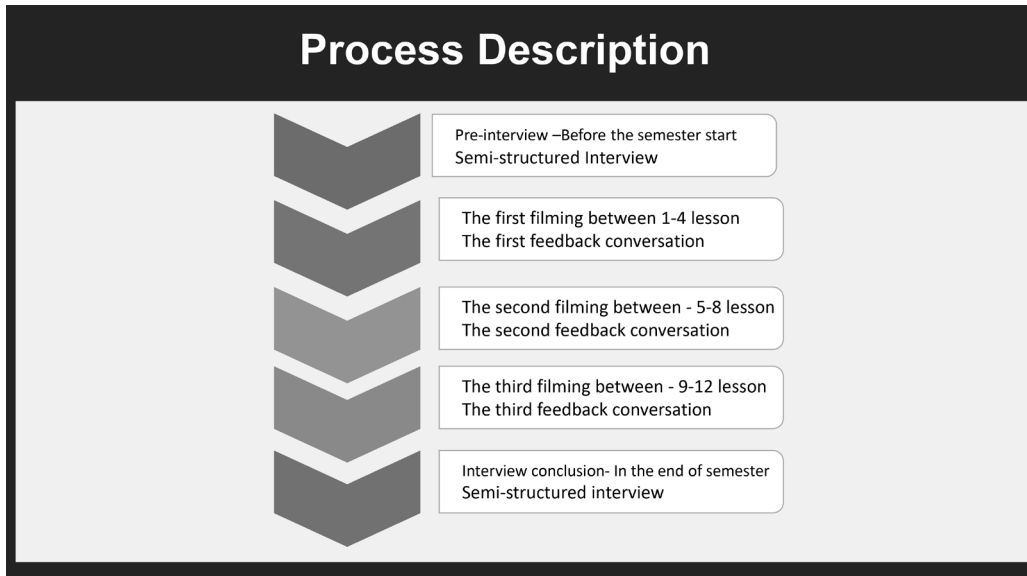 Process Description
Pre-interview –Before the semester start
Semi-structured Interview
The first filming between 1-4 lesson
The first feedback conversation
The second filming between - 5-8 lesson
The second feedback conversation
The third filming between - 9-12 lesson
The third feedback conversation
Interview conclusion- In the end of semester
Semi-structured interview